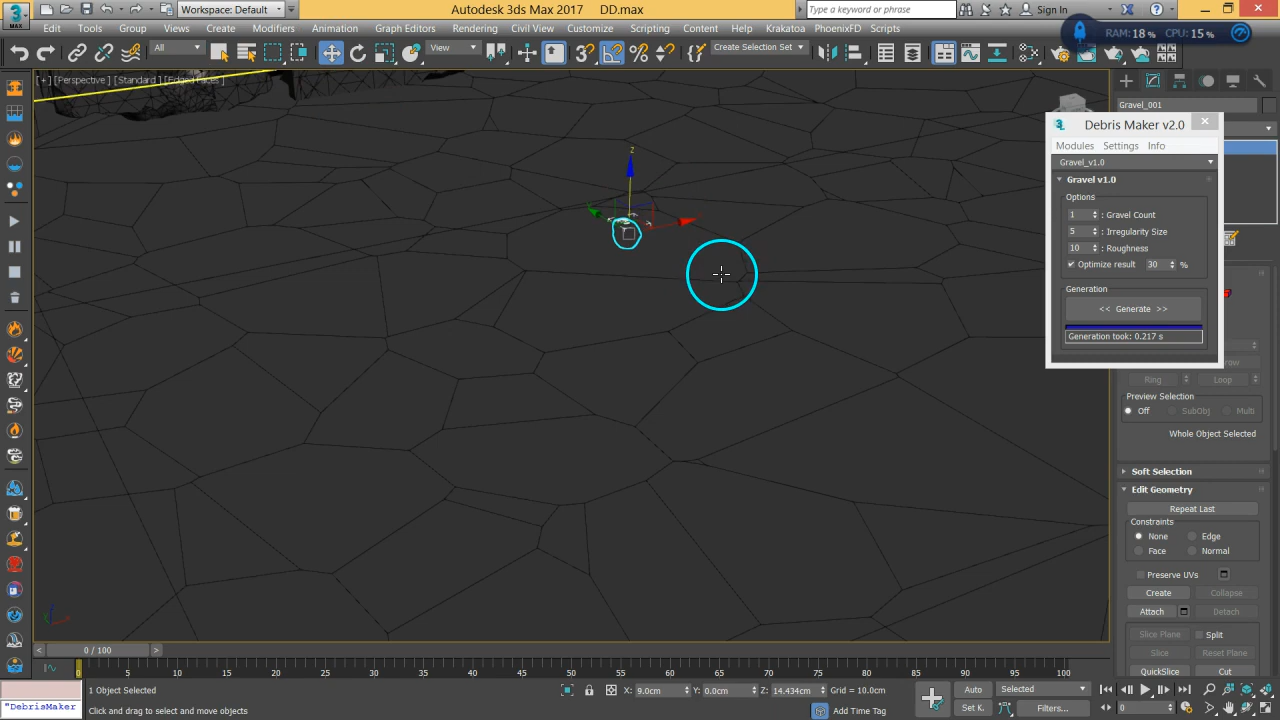 Workspace: Default
Autodesk 3ds Max 2017 DD.max
Type a keyword or phrase
Sign In
MAX
Edit Tools Group Views Create Modifiers Animation Graph Editors Rendering Civil View Customize Scripting Content Help Krakatoa PhoenixFD Scripts
RAM: 18 % CPU: 15 %
All
View
Create Selection Set
[+] [Perspective] [Standard] [Edged Faces]
z
Gravel_001
Debris Maker v2.0
Modules Settings Info
Gravel_v1.0
Gravel v1.0
Options
1 : Gravel Count
5 : Irregularity Size
10 : Roughness
Optimize result 30 %
Generation
<< Generate >>
Generation took: 0.217 s
Ring Loop
Preview Selection
Off SubObj Multi
Whole Object Selected
Soft Selection
Edit Geometry
Repeat Last
Constraints
None Edge
Face Normal
Preserve UVs
Create Collapse
Attach Detach
Slice Plane Split
Slice Reset Plane
QuickSlice Cut
< 0 / 100 >
0 5 10 15 20 25 30 35 40 45 50 55 60 65 70 75 80 85 90 95 100
1 Object Selected
X: 9.0cm Y: 0.0cm Z: 14.434cm Grid = 10.0cm
Auto Selected
"DebrisMaker
Click and drag to select and move objects
Add Time Tag
Set K. Filters...
0